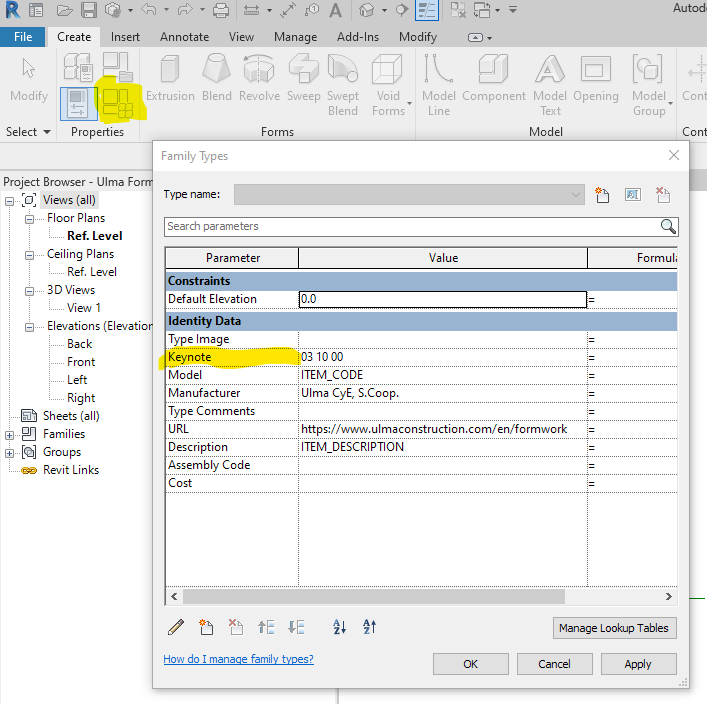 R
A
Autod
File Create Insert Annotate View Manage Add-Ins Modify
Modify Extrusion Blend Revolve Sweep Swept Blend Void Forms Model Line Component Model Text Opening Model Group Cont
Select Properties Forms Model Cont
Project Browser - Ulma Form
Views (all)
Floor Plans
Ref. Level
Ceiling Plans
Ref. Level
3D Views
View 1
Elevations (Elevation
Back
Front
Left
Right
Sheets (all)
Families
Groups
Revit Links
Family Types
Type name:
Search parameters
Parameter Value Formula
Constraints
Default Elevation 0.0 =
Identity Data
Type Image =
Keynote 03 10 00 =
Model ITEM_CODE =
Manufacturer Ulma CyE, S.Coop. =
Type Comments =
URL https://www.ulmaconstruction.com/en/formwork =
Description ITEM_DESCRIPTION =
Assembly Code =
Cost =
Manage Lookup Tables
How do I manage family types?
OK Cancel Apply